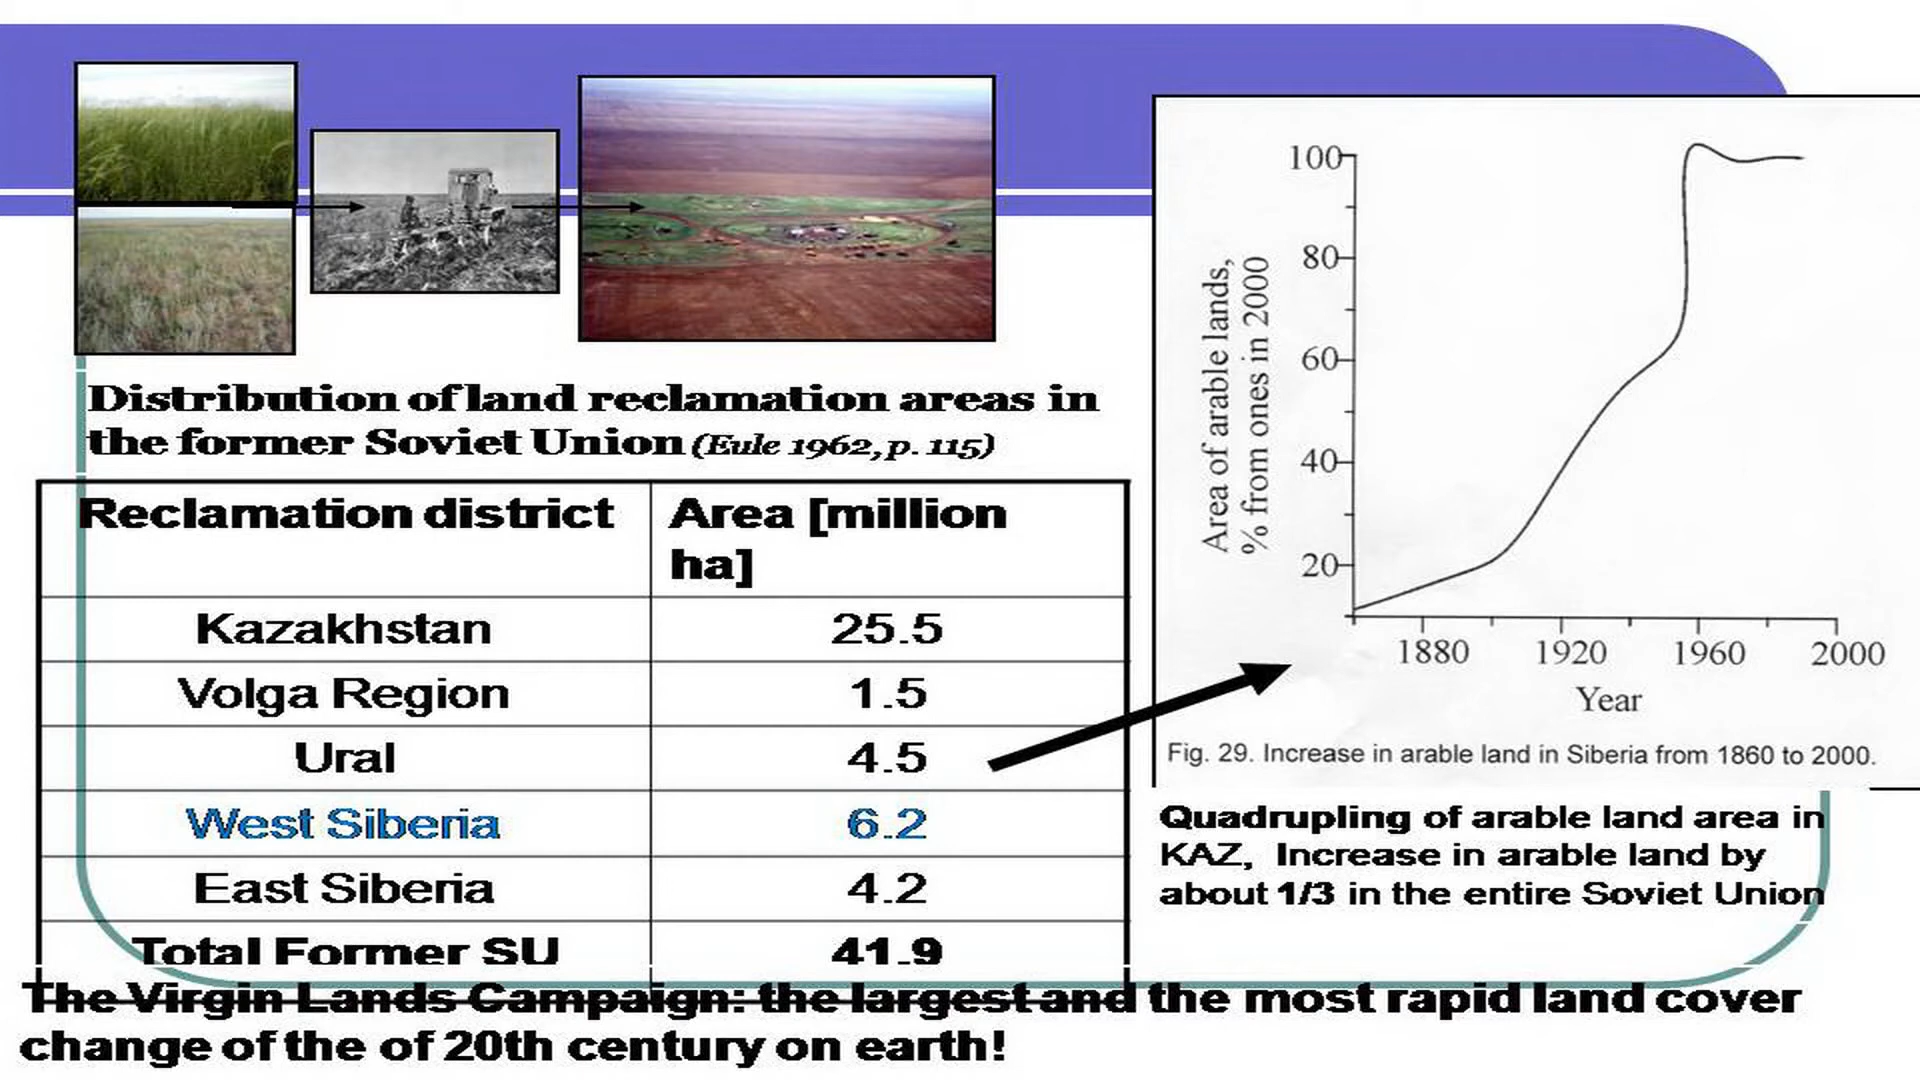 Distribution of land reclamation areas in
the former Soviet Union (Eule 1962, p. 115)
Reclamation district
Area [million
ha]
Kazakhstan
25.5
Volga Region
1.5
Ural
4.5
West Siberia
6.2
East Siberia
4.2
Total Former SU
41.9
Area of arable lands,
% from ones in 2000
100
80
60
40
20
1880
1920
1960
2000
Year
Fig. 29. Increase in arable land in Siberia from 1860 to 2000.
Quadrupling of arable land area in
KAZ, Increase in arable land by
about 1/3 in the entire Soviet Union
The Virgin Lands Campaign: the largest and the most rapid land cover
change of the of 20th century on earth!